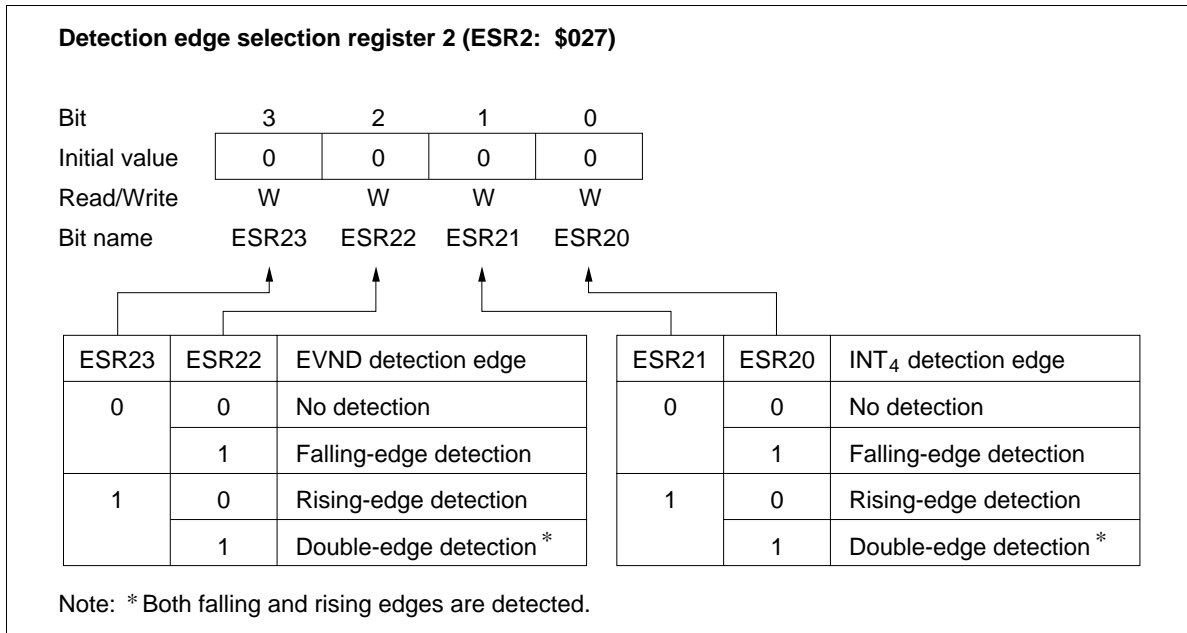 Detection edge selection register 2 (ESR2: $027)
Bit 3 2 1 0
Initial value 0 0 0 0
Read/Write W W W W
Bit name ESR23 ESR22 ESR21 ESR20
ESR23 ESR22 EVND detection edge
0 0 No detection
1 Falling-edge detection
1 0 Rising-edge detection
1 Double-edge detection *
ESR21 ESR20 INT4 detection edge
0 0 No detection
1 Falling-edge detection
1 0 Rising-edge detection
1 Double-edge detection *
Note: * Both falling and rising edges are detected.